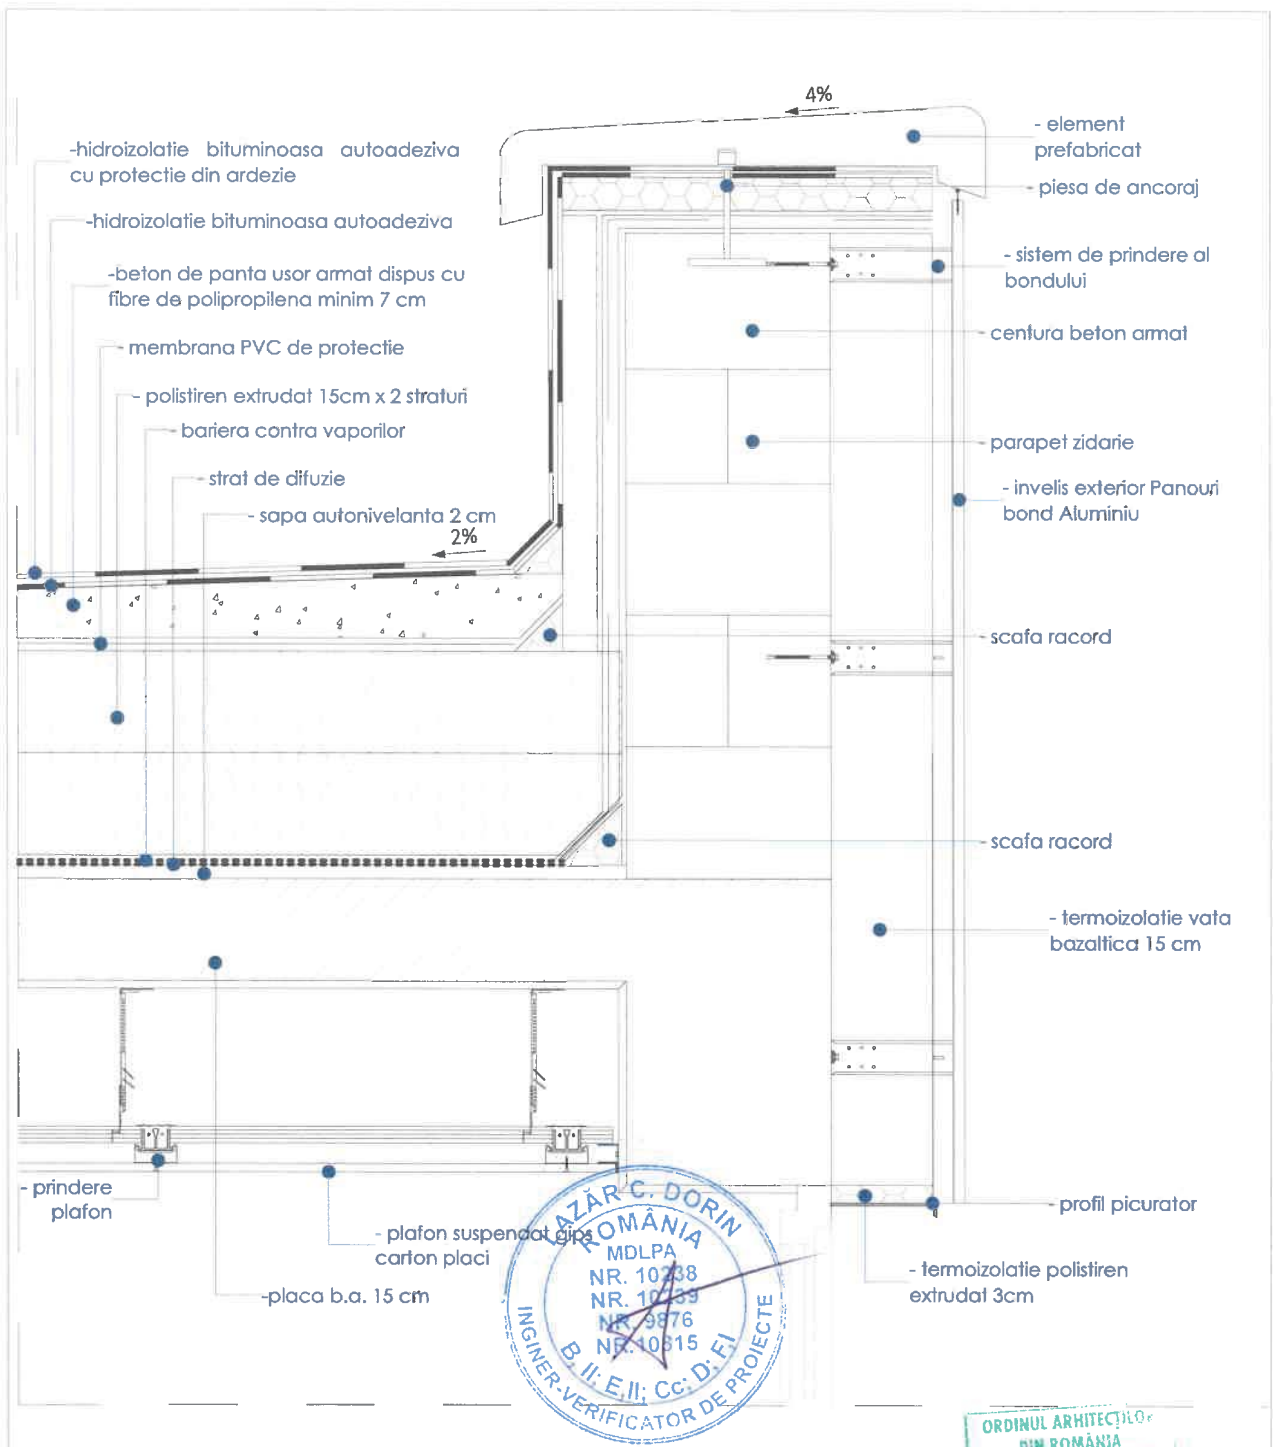 4%
-hidroizolatie bituminoasa autoadeziva
cu protectie din ardezie
-hidroizolatie bituminoasa autoadeziva
-beton de panta usor armat dispus cu
fibre de polipropilena minim 7 cm
- membrana PVC de protectie
- polistiren extrudat 15cm x 2 straturi
- bariera contra vaporilor
- strat de difuzie
- sapa autonivelanta 2 cm
2%
- element
prefabricat
- piesa de ancoraj
- sistem de prindere al
bondului
- centura beton armat
- parapet zidarie
- invelis exterior Panouri
bond Aluminiu
- scafa racord
- scafa racord
- termoizolatie vata
bazaltica 15 cm
- prindere
plafon
- plafon suspendat gips
carton placi
-placa b.a. 15 cm
- profil picurator
- termoizolatie polistiren
extrudat 3cm
LAZĂR C. DORIN
ROMÂNIA
MDLPA
NR. 10238
NR. 10239
NR. 9876
NR. 10815
B, II; E,II; Cc; D; F,I
INGINER-VERIFICATOR DE PROIECTE
ORDINUL ARHITECȚILOR
DIN ROMÂNIA